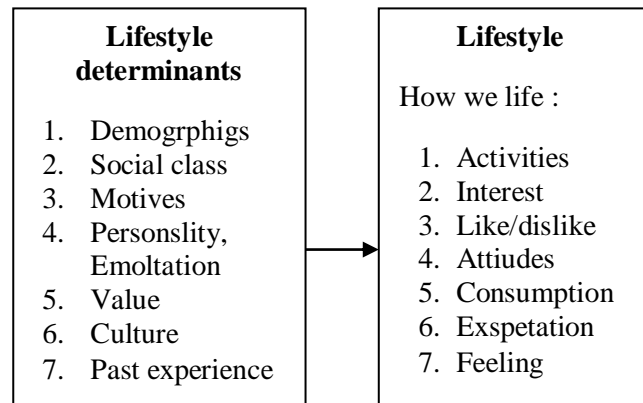 Lifestyle
determinants
1. Demogrphigs
2. Social class
3. Motives
4. Personslity,
Emoltation
5. Value
6. Culture
7. Past experience
Lifestyle
How we life :
1. Activities
2. Interest
3. Like/dislike
4. Attiudes
5. Consumption
6. Exspetation
7. Feeling